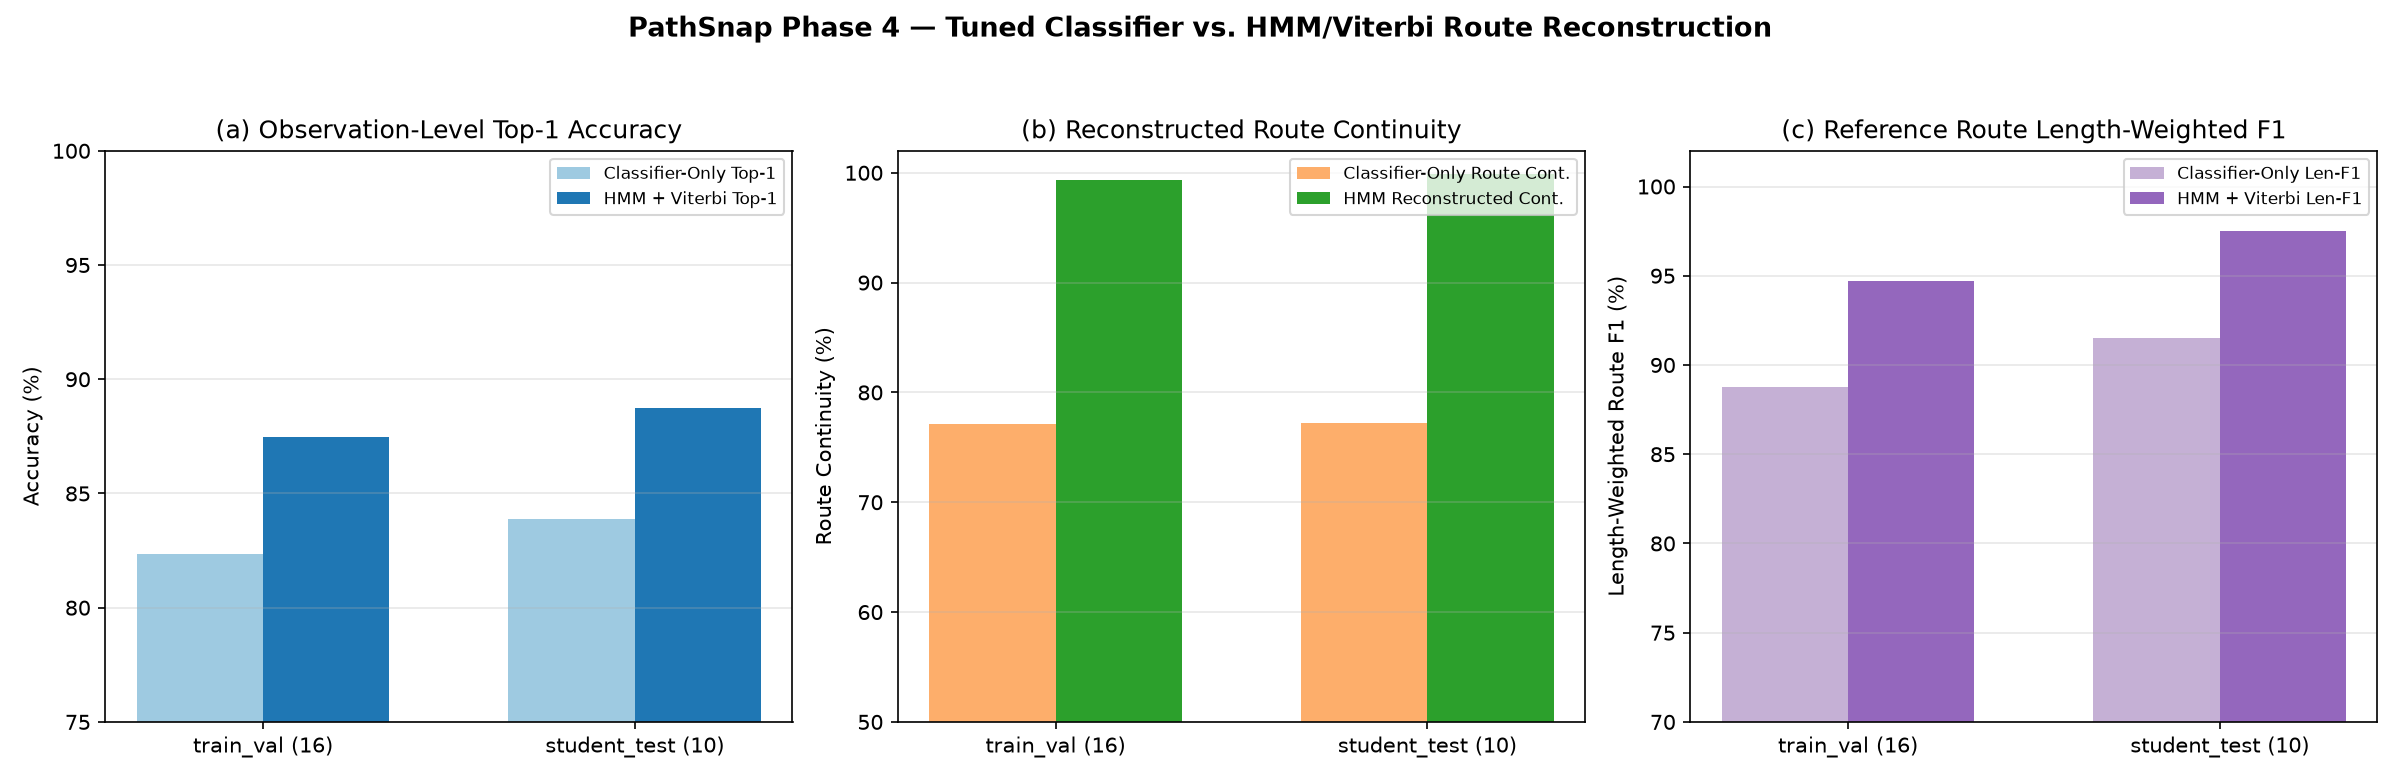 PathSnap Phase 4 — Tuned Classifier vs. HMM/Viterbi Route Reconstruction
(a) Observation-Level Top-1 Accuracy
Accuracy (%)
100
95
90
85
80
75
Classifier-Only Top-1
HMM + Viterbi Top-1
train_val (16)
student_test (10)
(b) Reconstructed Route Continuity
Route Continuity (%)
100
90
80
70
60
50
Classifier-Only Route Cont.
HMM Reconstructed Cont.
train_val (16)
student_test (10)
(c) Reference Route Length-Weighted F1
Length-Weighted Route F1 (%)
100
95
90
85
80
75
70
Classifier-Only Len-F1
HMM + Viterbi Len-F1
train_val (16)
student_test (10)